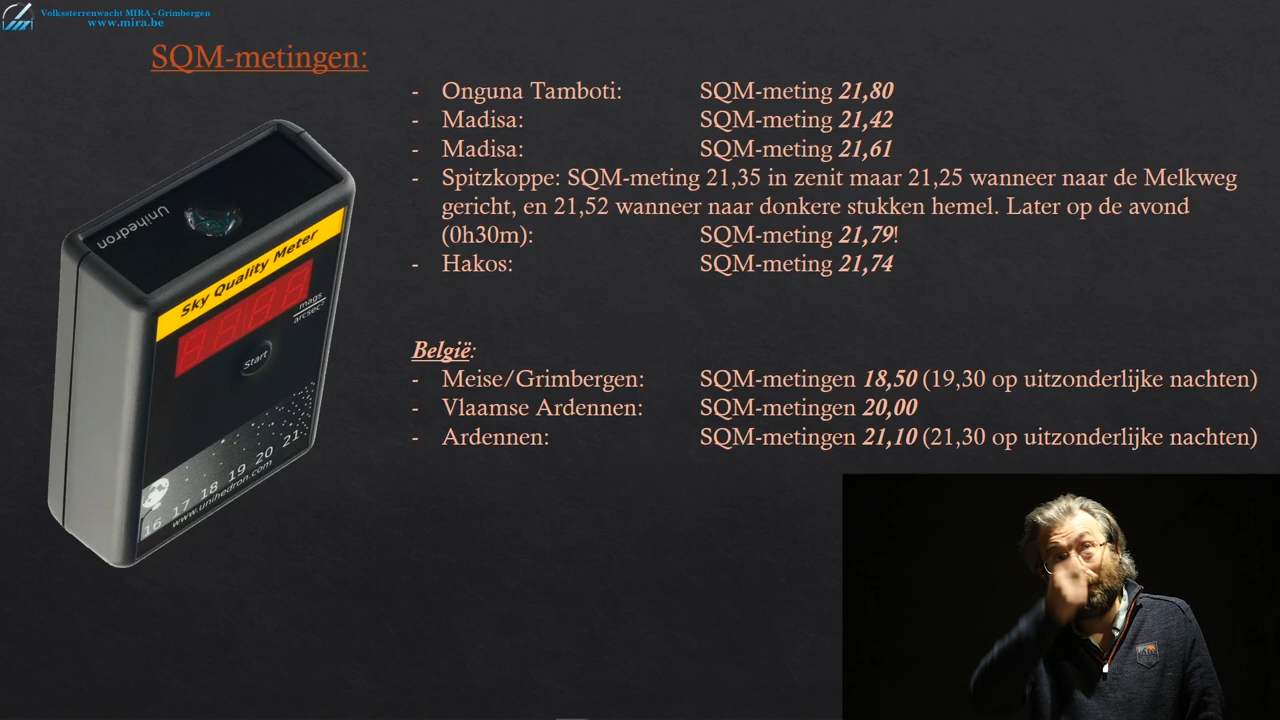 Volkssterrenwacht MIRA - Grimbergen
www.mira.be
SQM-metingen:
- Onguna Tamboti: SQM-meting 21,80
- Madisa: SQM-meting 21,42
- Madisa: SQM-meting 21,61
- Spitzkoppe: SQM-meting 21,35 in zenit maar 21,25 wanneer naar de Melkweg
gericht, en 21,52 wanneer naar donkere stukken hemel. Later op de avond
(0h30m): SQM-meting 21,79!
- Hakos: SQM-meting 21,74
België:
- Meise/Grimbergen: SQM-metingen 18,50 (19,30 op uitzonderlijke nachten)
- Vlaamse Ardennen: SQM-metingen 20,00
- Ardennen: SQM-metingen 21,10 (21,30 op uitzonderlijke nachten)
Unihedron
Sky Quality Meter
mags
arcsec²
Start
16 17 18 19 20 21
www.unihedron.com